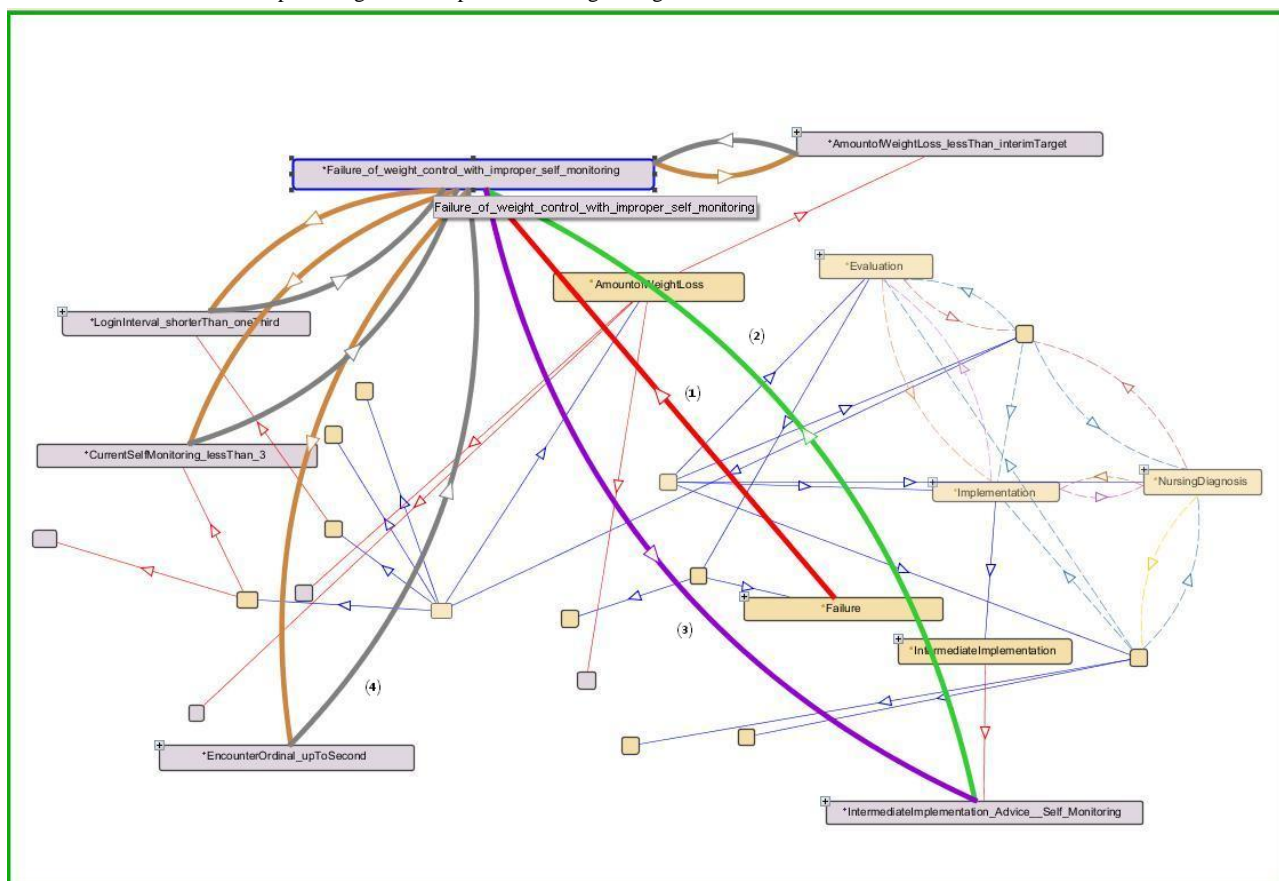 *AmountofWeightLoss_lessThan_interimTarget
*Failure_of_weight_control_with_improper_self_monitoring
Failure_of_weight_control_with_improper_self_monitoring
*Evaluation
*AmountofWeightLoss
*LoginInterval_shorterThan_oneThird
(2)
(1)
*CurrentSelfMonitoring_lessThan_3
*NursingDiagnosis
*Implementation
*Failure
(3)
*IntermediateImplementation
(4)
*EncounterOrdinal_upToSecond
*IntermediateImplementation_Advice__Self_Monitoring